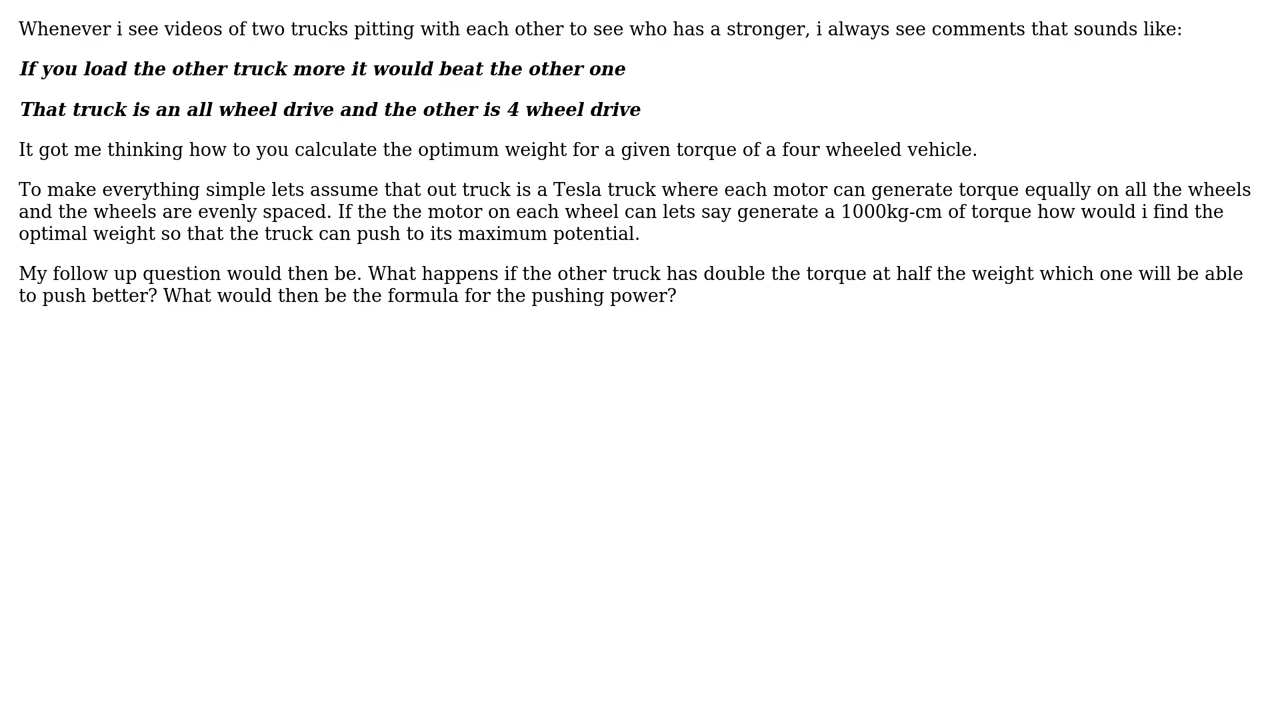 Whenever i see videos of two trucks pitting with each other to see who has a stronger, i always see comments that sounds like:
If you load the other truck more it would beat the other one
That truck is an all wheel drive and the other is 4 wheel drive
It got me thinking how to you calculate the optimum weight for a given torque of a four wheeled vehicle.
To make everything simple lets assume that out truck is a Tesla truck where each motor can generate torque equally on all the wheels
and the wheels are evenly spaced. If the the motor on each wheel can lets say generate a 1000kg-cm of torque how would i find the
optimal weight so that the truck can push to its maximum potential.
My follow up question would then be. What happens if the other truck has double the torque at half the weight which one will be able
to push better? What would then be the formula for the pushing power?